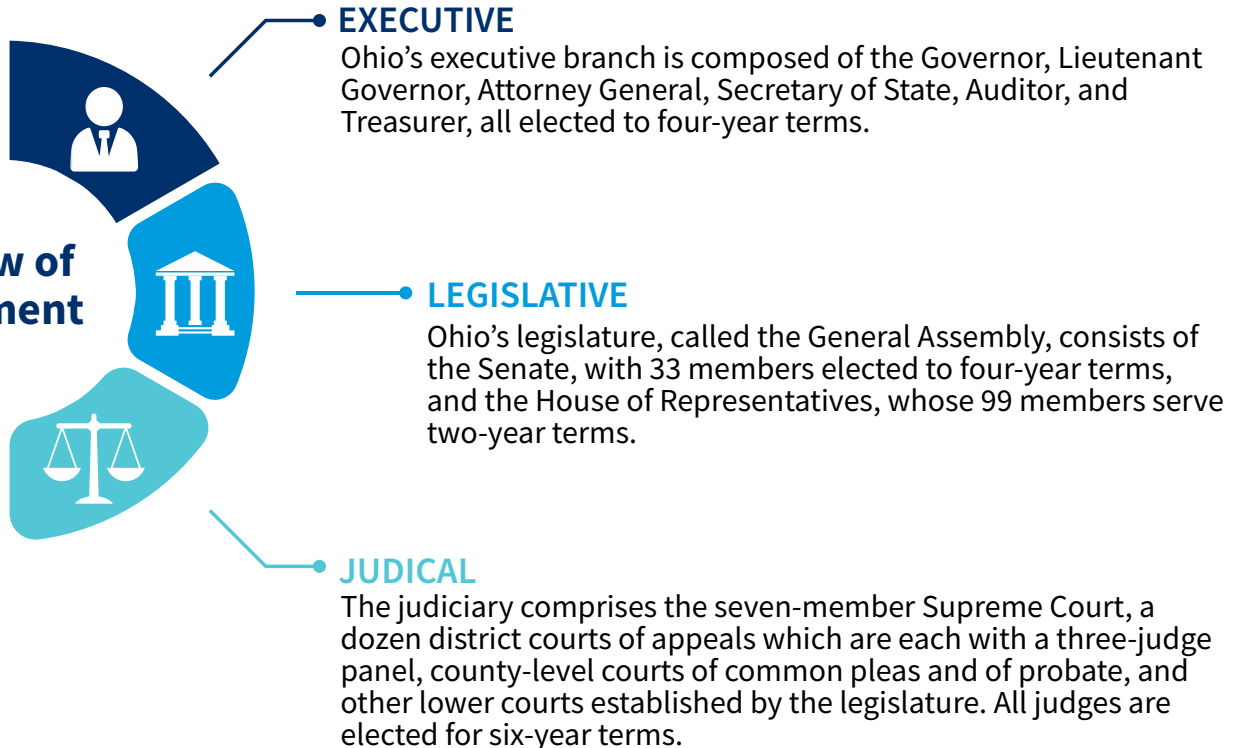 EXECUTIVE
Ohio’s executive branch is composed of the Governor, Lieutenant
Governor, Attorney General, Secretary of State, Auditor, and
Treasurer, all elected to four-year terms.
w of
ment
LEGISLATIVE
Ohio’s legislature, called the General Assembly, consists of
the Senate, with 33 members elected to four-year terms,
and the House of Representatives, whose 99 members serve
two-year terms.
JUDICAL
The judiciary comprises the seven-member Supreme Court, a
dozen district courts of appeals which are each with a three-judge
panel, county-level courts of common pleas and of probate, and
other lower courts established by the legislature. All judges are
elected for six-year terms.